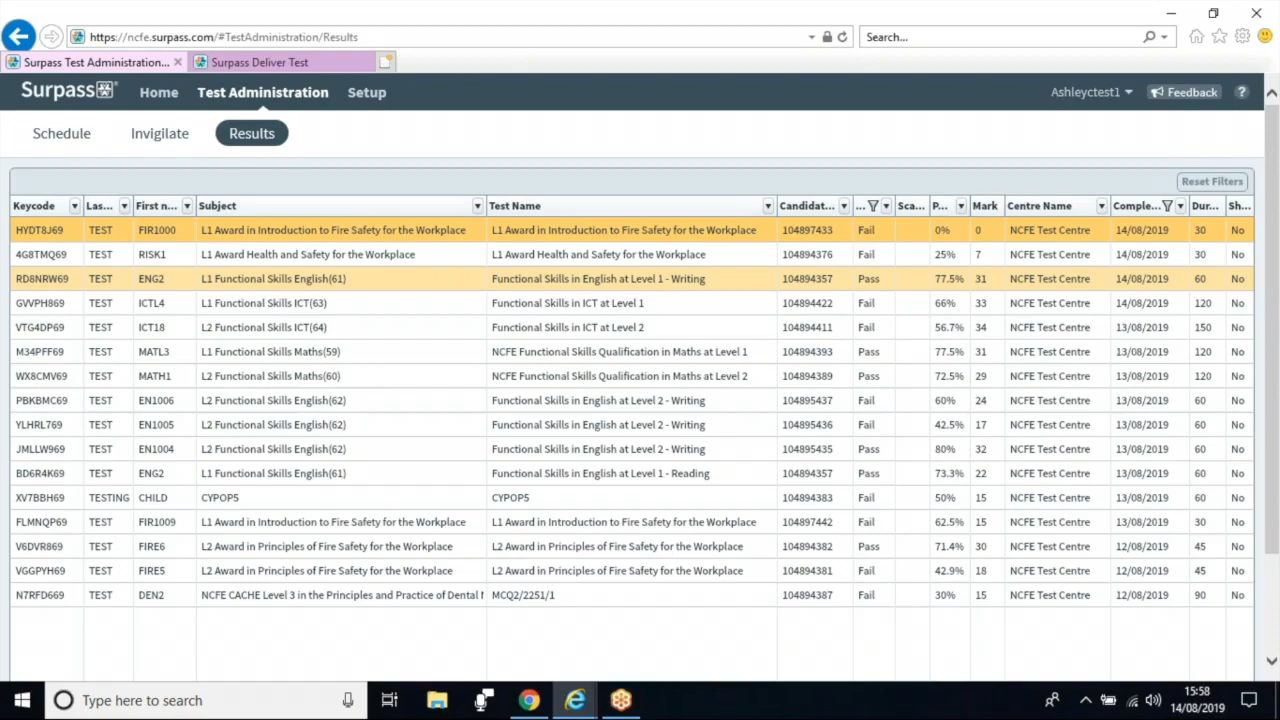 https://ncfe.surpass.com/#TestAdministration/Results
Search...
Surpass Test Administration...
Surpass Deliver Test
Surpass
Home
Test Administration
Setup
Ashleyctest1
Feedback
?
Schedule
Invigilate
Results
Reset Filters
Keycode Las... First n... Subject Test Name Candidat... ... Sca... P... Mark Centre Name Comple... Dur... Sh...
HYDT8J69 TEST FIR1000 L1 Award in Introduction to Fire Safety for the Workplace L1 Award in Introduction to Fire Safety for the Workplace 104897433 Fail 0% 0 NCFE Test Centre 14/08/2019 30 No
4G8TMQ69 TEST RISK1 L1 Award Health and Safety for the Workplace L1 Award Health and Safety for the Workplace 104894376 Fail 25% 7 NCFE Test Centre 14/08/2019 30 No
RD8NRW69 TEST ENG2 L1 Functional Skills English(61) Functional Skills in English at Level 1 - Writing 104894357 Pass 77.5% 31 NCFE Test Centre 14/08/2019 60 No
GVVPH869 TEST ICTL4 L1 Functional Skills ICT(63) Functional Skills in ICT at Level 1 104894422 Fail 66% 33 NCFE Test Centre 14/08/2019 120 No
VTG4DP69 TEST ICT18 L2 Functional Skills ICT(64) Functional Skills in ICT at Level 2 104894411 Fail 56.7% 34 NCFE Test Centre 13/08/2019 150 No
M34PFF69 TEST MATL3 L1 Functional Skills Maths(59) NCFE Functional Skills Qualification in Maths at Level 1 104894393 Pass 77.5% 31 NCFE Test Centre 13/08/2019 120 No
WX8CMV69 TEST MATH1 L2 Functional Skills Maths(60) NCFE Functional Skills Qualification in Maths at Level 2 104894389 Pass 72.5% 29 NCFE Test Centre 13/08/2019 120 No
PBKBMC69 TEST EN1006 L2 Functional Skills English(62) Functional Skills in English at Level 2 - Writing 104895437 Fail 60% 24 NCFE Test Centre 13/08/2019 60 No
YLHRL769 TEST EN1005 L2 Functional Skills English(62) Functional Skills in English at Level 2 - Writing 104895436 Fail 42.5% 17 NCFE Test Centre 13/08/2019 60 No
JMLLW969 TEST EN1004 L2 Functional Skills English(62) Functional Skills in English at Level 2 - Writing 104895435 Pass 80% 32 NCFE Test Centre 13/08/2019 60 No
BD6R4K69 TEST ENG2 L1 Functional Skills English(61) Functional Skills in English at Level 1 - Reading 104894357 Pass 73.3% 22 NCFE Test Centre 13/08/2019 60 No
XV7BBH69 TESTING CHILD CYPOP5 CYPOP5 104894383 Fail 50% 15 NCFE Test Centre 13/08/2019 60 No
FLMNQP69 TEST FIR1009 L1 Award in Introduction to Fire Safety for the Workplace L1 Award in Introduction to Fire Safety for the Workplace 104897442 Fail 62.5% 15 NCFE Test Centre 13/08/2019 30 No
V6DVR869 TEST FIRE6 L2 Award in Principles of Fire Safety for the Workplace L2 Award in Principles of Fire Safety for the Workplace 104894382 Pass 71.4% 30 NCFE Test Centre 12/08/2019 45 No
VGGPYH69 TEST FIRE5 L2 Award in Principles of Fire Safety for the Workplace L2 Award in Principles of Fire Safety for the Workplace 104894381 Fail 42.9% 18 NCFE Test Centre 12/08/2019 45 No
N7RFD669 TEST DEN2 NCFE CACHE Level 3 in the Principles and Practice of Dental MCQ2/2251/1 104894387 Fail 30% 15 NCFE Test Centre 12/08/2019 90 No
Type here to search
15:58
14/08/2019